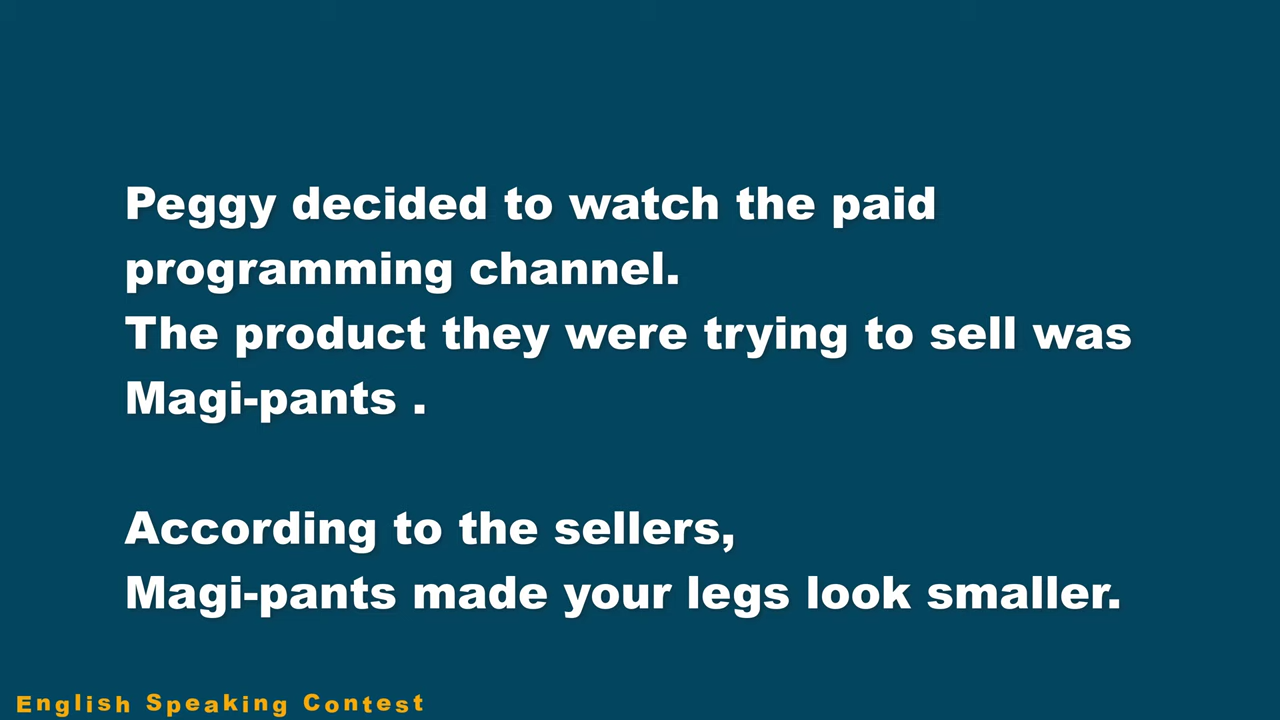 Peggy decided to watch the paid
programming channel.
The product they were trying to sell was
Magi-pants .
According to the sellers,
Magi-pants made your legs look smaller.
English Speaking Contest